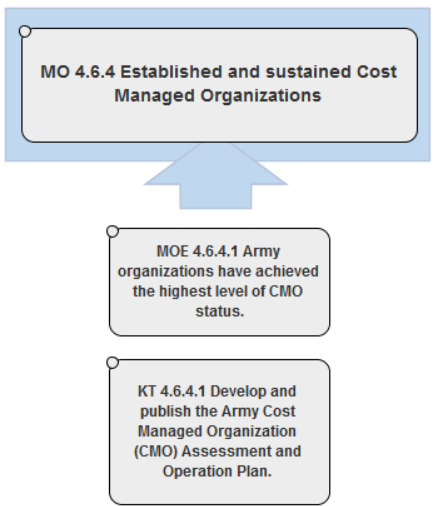 MO 4.6.4 Established and sustained Cost
Managed Organizations
MOE 4.6.4.1 Army
organizations have achieved
the highest level of CMO
status.
KT 4.6.4.1 Develop and
publish the Army Cost
Managed Organization
(CMO) Assessment and
Operation Plan.